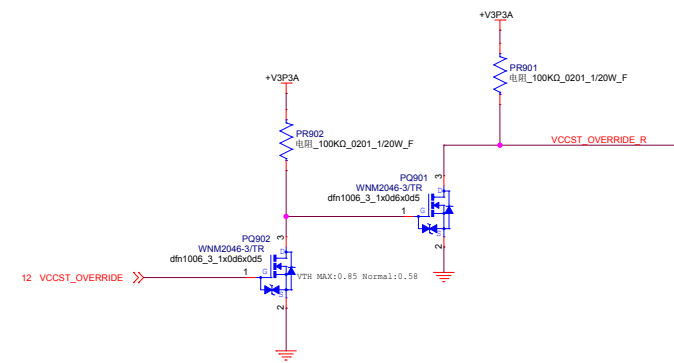 +V3P3A
PR901
电阻_100KΩ_0201_1/20W_F
+V3P3A
PR902
电阻_100KΩ_0201_1/20W_F
VCCST_OVERRIDE_R
PQ901
WNM2046-3/TR
dfn1006_3_1x0d6x0d5
3
D
1
G
S
2
PQ902
WNM2046-3/TR
dfn1006_3_1x0d6x0d5
3
D
1
G
S
2
VTH MAX:0.85 Normal:0.58
12 VCCST_OVERRIDE